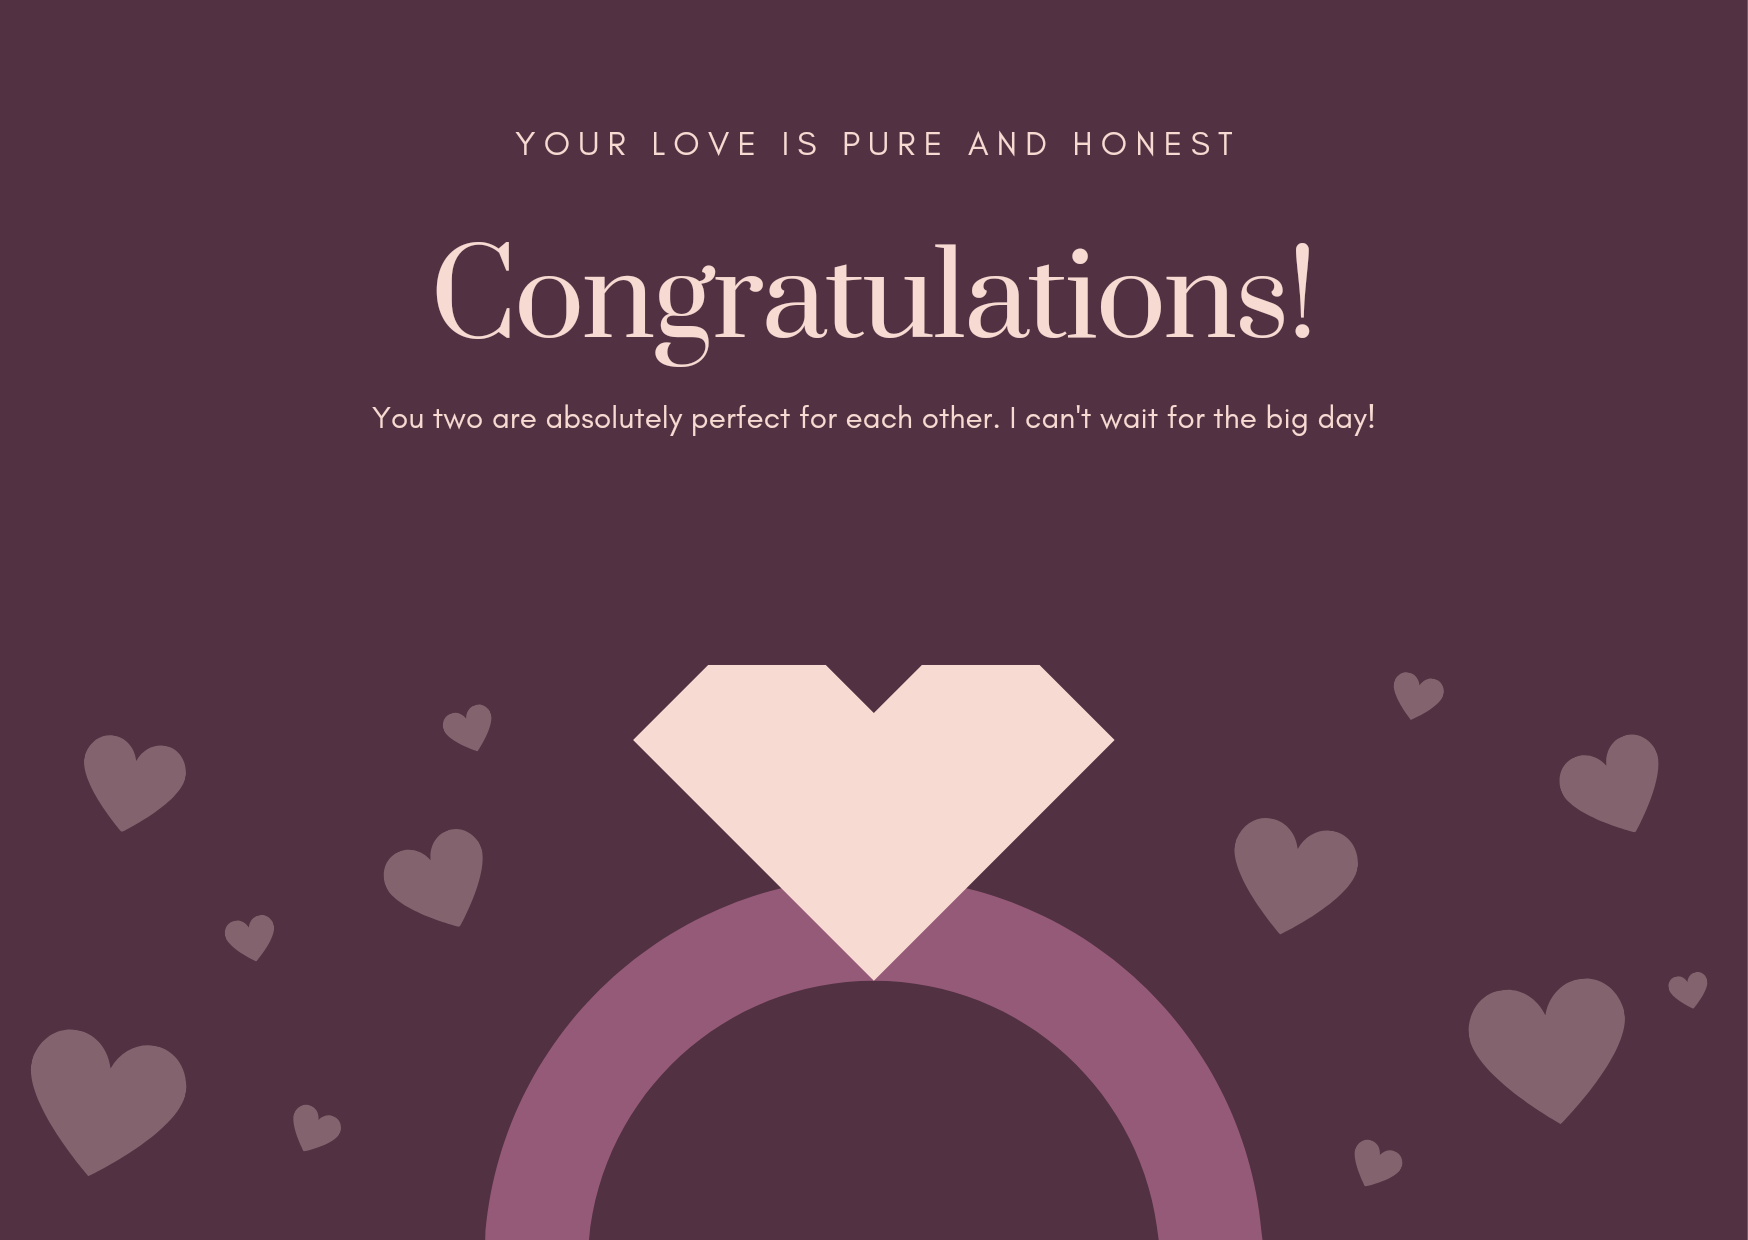 YOUR LOVE IS PURE AND HONEST
Congratulations!
You two are absolutely perfect for each other. I can't wait for the big day!